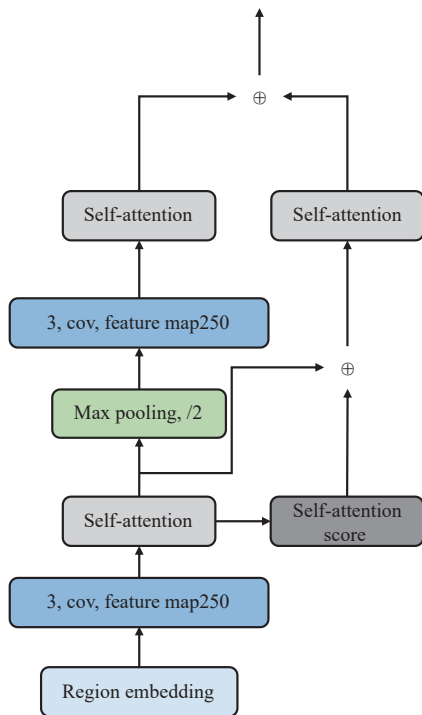 ⊕
Self-attention
Self-attention
3, cov, feature map250
⊕
Max pooling, /2
Self-attention
Self-attention
score
3, cov, feature map250
Region embedding